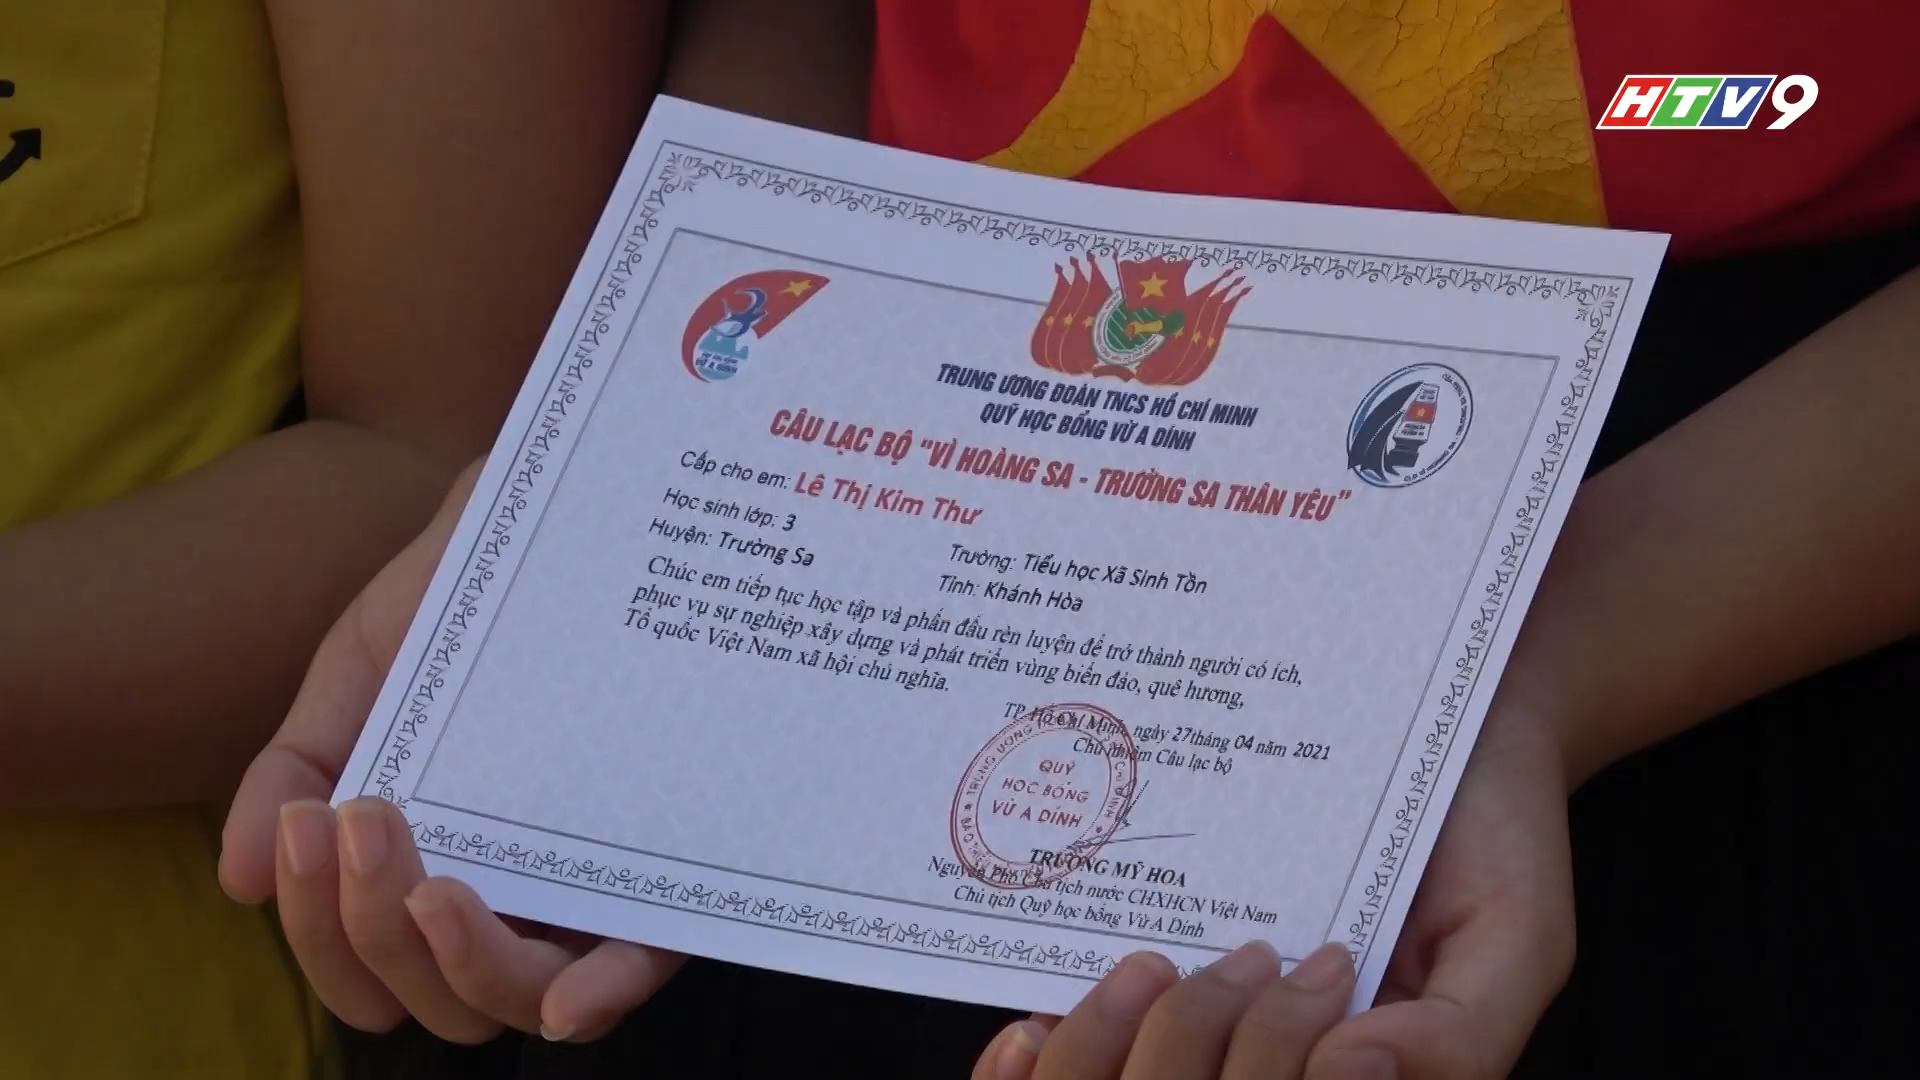 HTV9
TRUNG ƯƠNG ĐOÀN TNCS HỒ CHÍ MINH
QUỸ HỌC BỔNG VỪ A DÍNH
CÂU LẠC BỘ "VÌ HOÀNG SA - TRƯỜNG SA THÂN YÊU"
Cấp cho em: Lê Thị Kim Thư
Học sinh lớp: 3 Trường: Tiểu học Xã Sinh Tồn
Huyện: Trường Sa Tỉnh: Khánh Hòa
Chúc em tiếp tục học tập và phấn đấu rèn luyện để trở thành người có ích,
phục vụ sự nghiệp xây dựng và phát triển vùng biển đảo, quê hương,
Tổ quốc Việt Nam xã hội chủ nghĩa.
TP. Hồ Chí Minh, ngày 27tháng 04 năm 2021
Chủ nhiệm Câu lạc bộ
QUỸ
HỌC BỔNG
VỪ A DÍNH
TRƯƠNG MỸ HOA
Nguyên Phó Chủ tịch nước CHXHCN Việt Nam
Chủ tịch Quỹ học bổng Vừ A Dính
VỪ A DÍNH